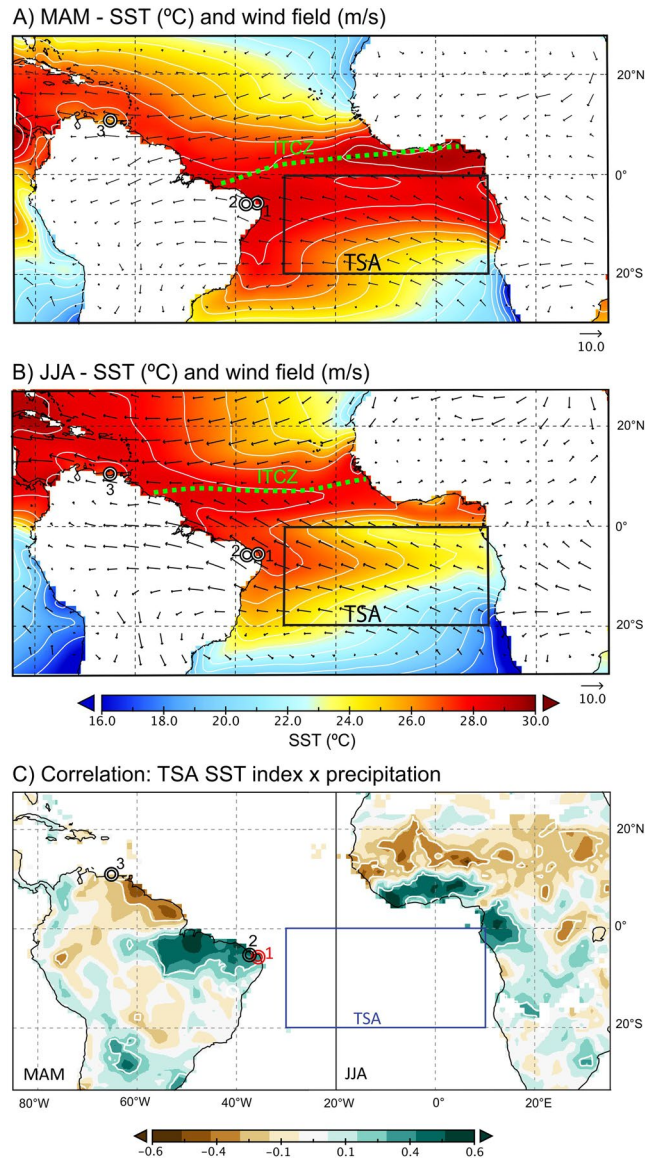 A) MAM - SST (ºC) and wind field (m/s)
20°N
ITCZ
3
0°
2 1
TSA
20°S
10.0
B) JJA - SST (ºC) and wind field (m/s)
20°N
ITCZ
3
0°
2 1
TSA
20°S
10.0
16.0 18.0 20.0 22.0 24.0 26.0 28.0 30.0
SST (ºC)
C) Correlation: TSA SST index x precipitation
20°N
3
0°
2 1
TSA
20°S
MAM JJA
80°W 60°W 40°W 20°W 0° 20°E
−0.6 −0.4 −0.1 0.1 0.4 0.6